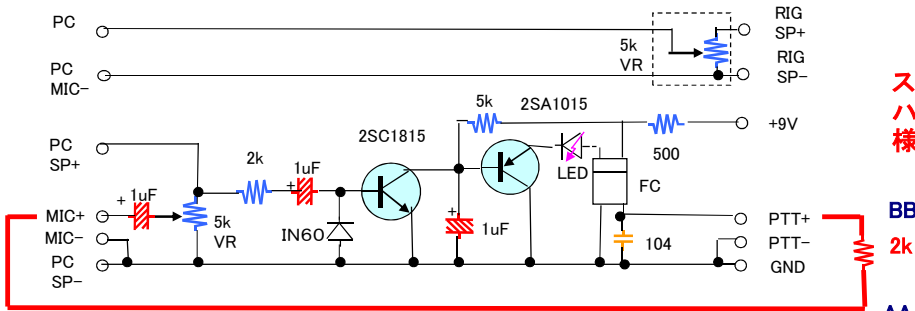 PC
RIG
SP+
5k
VR
RIG
SP-
PC
MIC-
ス
ハ
様
5k
2SA1015
+9V
2SC1815
PC
SP+
2k
1uF
+
LED
500
FC
+ 1uF
MIC+
5k
VR
MIC-
IN60
+
1uF
104
BB
PTT+
PTT-
2k
PC
SP-
GND